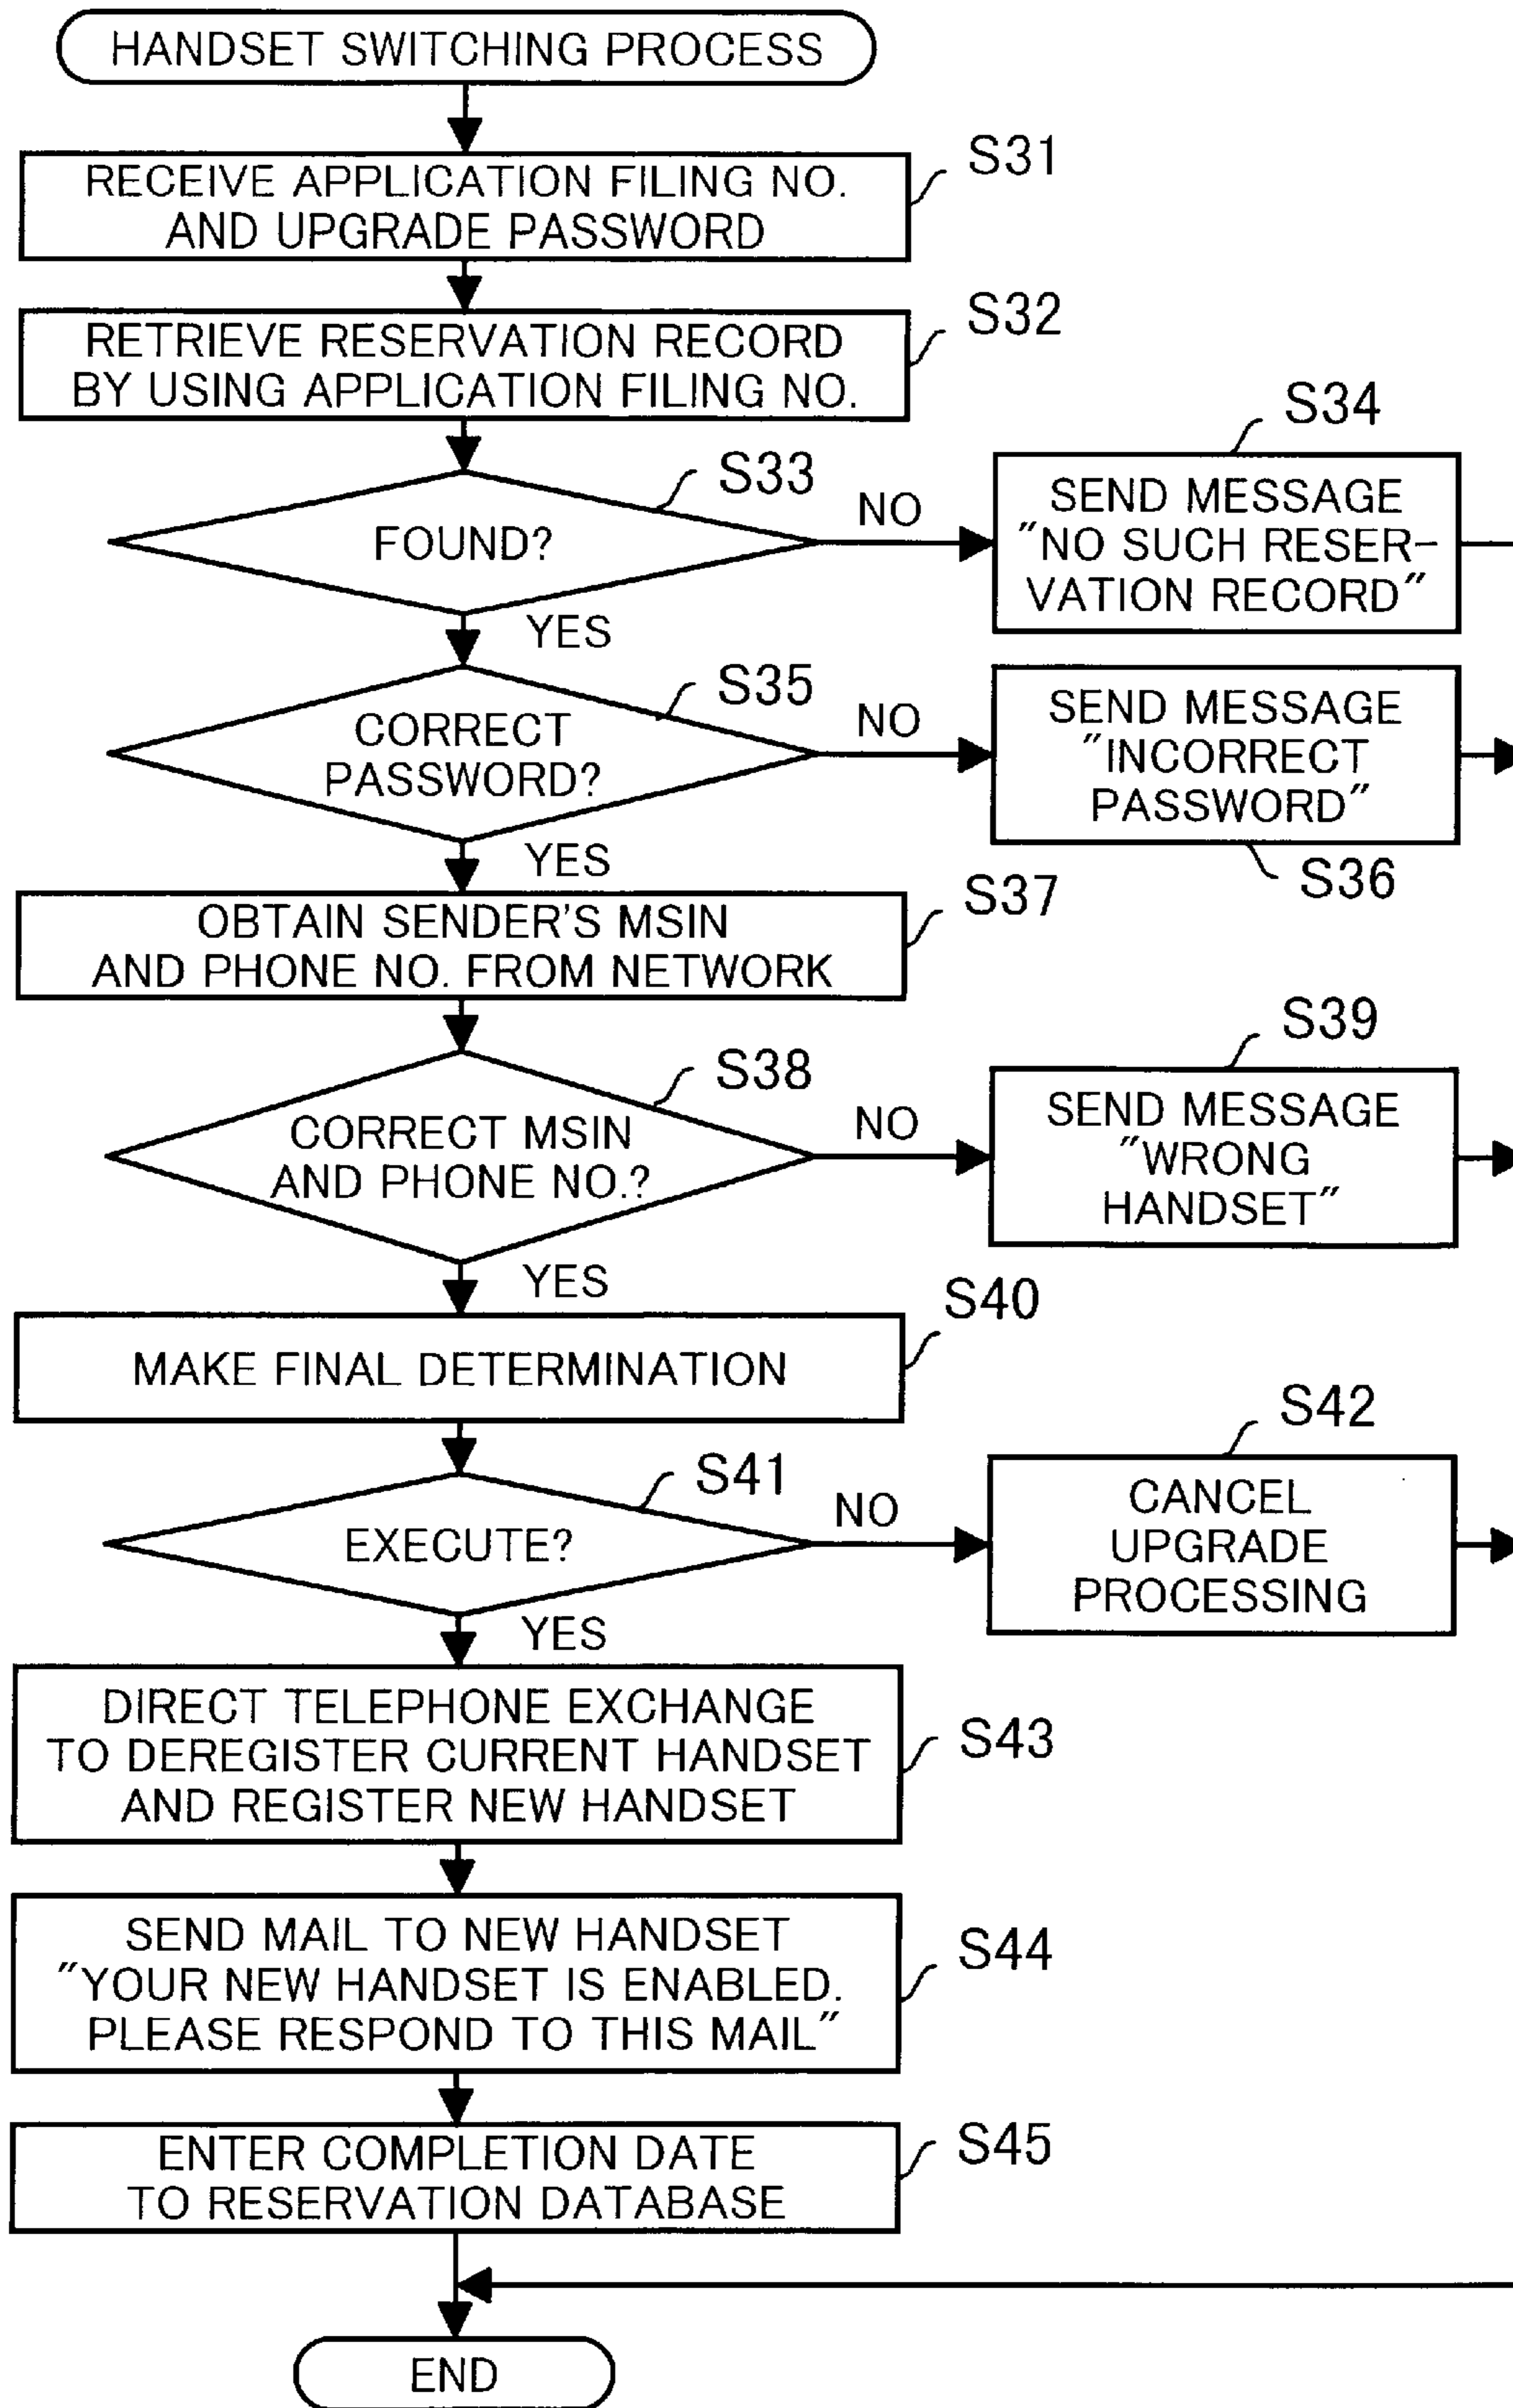 HANDSET SWITCHING PROCESS
S31
RECEIVE APPLICATION FILING NO.
AND UPGRADE PASSWORD
S32
RETRIEVE RESERVATION RECORD
BY USING APPLICATION FILING NO.
S33
FOUND?
NO
S34
SEND MESSAGE
"NO SUCH RESER-
VATION RECORD"
YES
S35
CORRECT
PASSWORD?
NO
SEND MESSAGE
"INCORRECT
PASSWORD"
S36
YES
S37
OBTAIN SENDER'S MSIN
AND PHONE NO. FROM NETWORK
S38
CORRECT MSIN
AND PHONE NO.?
NO
S39
SEND MESSAGE
"WRONG
HANDSET"
YES
S40
MAKE FINAL DETERMINATION
S41
EXECUTE?
NO
S42
CANCEL
UPGRADE
PROCESSING
YES
DIRECT TELEPHONE EXCHANGE
TO DEREGISTER CURRENT HANDSET
AND REGISTER NEW HANDSET
S43
SEND MAIL TO NEW HANDSET
"YOUR NEW HANDSET IS ENABLED.
PLEASE RESPOND TO THIS MAIL"
S44
ENTER COMPLETION DATE
TO RESERVATION DATABASE
S45
END